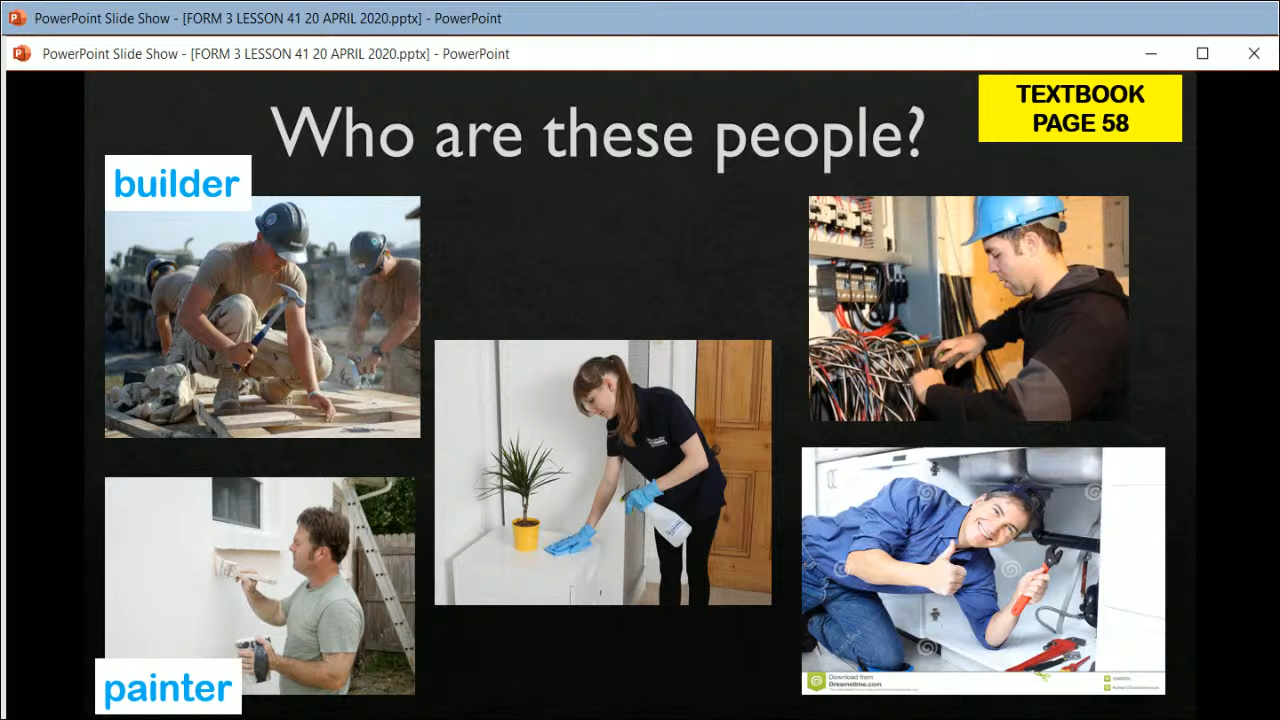 PowerPoint Slide Show - [FORM 3 LESSON 41 20 APRIL 2020.pptx] - PowerPoint
PowerPoint Slide Show - [FORM 3 LESSON 41 20 APRIL 2020.pptx] - PowerPoint
Who are these people?
TEXTBOOK
PAGE 58
builder
painter
Download from
Dreamstime.com